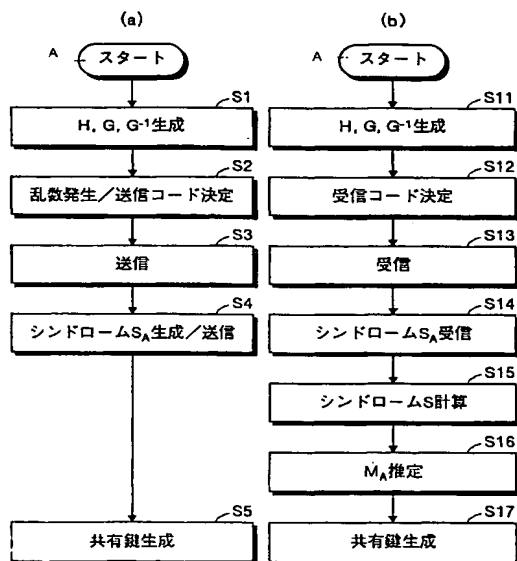 (a)
A
スタート
S1
H, G, G⁻¹生成
S2
乱数発生／送信コード決定
S3
送信
S4
シンドロームS_A生成／送信
S5
共有鍵生成
(b)
A
スタート
S11
H, G, G⁻¹生成
S12
受信コード決定
S13
受信
S14
シンドロームS_A受信
S15
シンドロームS計算
S16
M_A推定
S17
共有鍵生成